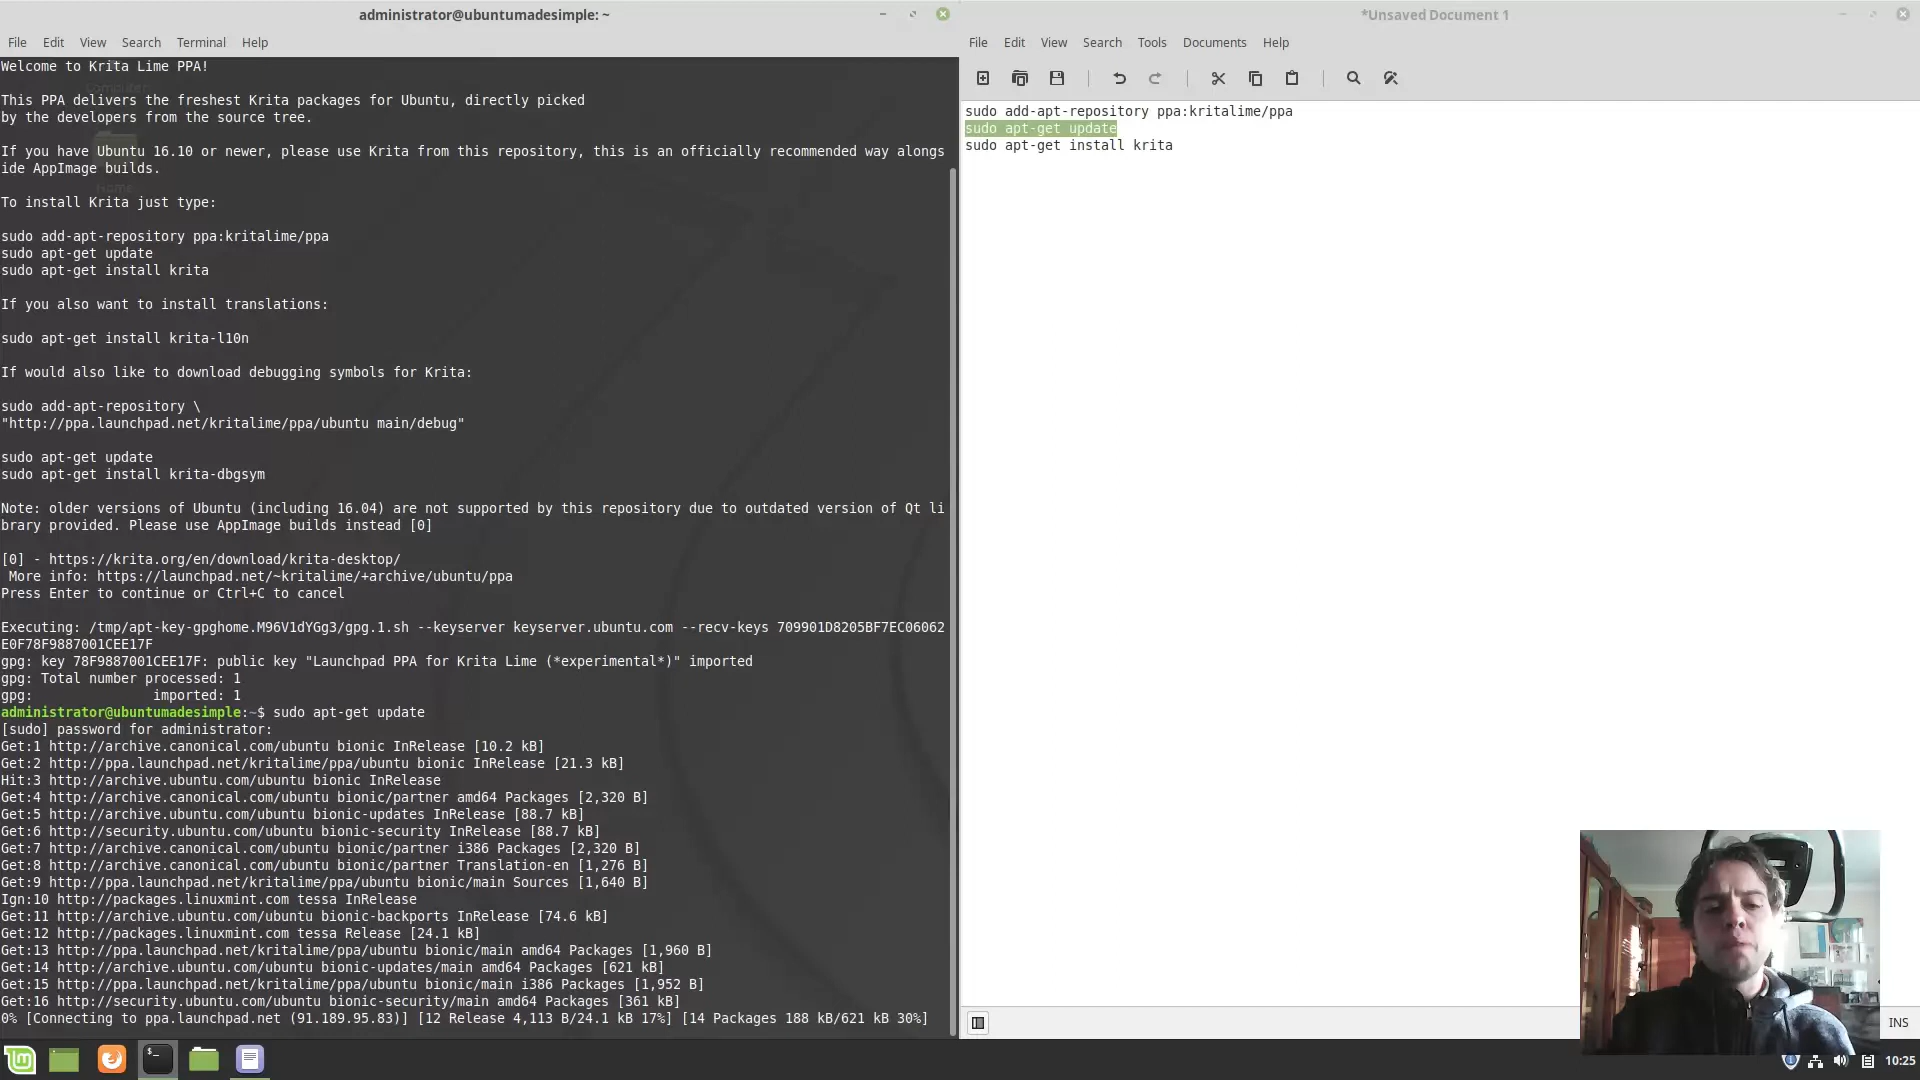 administrator@ubuntumadesimple: ~
File Edit View Search Terminal Help
Welcome to Krita Lime PPA!
This PPA delivers the freshest Krita packages for Ubuntu, directly picked
by the developers from the source tree.
If you have Ubuntu 16.10 or newer, please use Krita from this repository, this is an officially recommended way alongs
ide AppImage builds.
To install Krita just type:
sudo add-apt-repository ppa:kritalime/ppa
sudo apt-get update
sudo apt-get install krita
If you also want to install translations:
sudo apt-get install krita-l10n
If would also like to download debugging symbols for Krita:
sudo add-apt-repository \
"http://ppa.launchpad.net/kritalime/ppa/ubuntu main/debug"
sudo apt-get update
sudo apt-get install krita-dbgsym
Note: older versions of Ubuntu (including 16.04) are not supported by this repository due to outdated version of Qt li
brary provided. Please use AppImage builds instead [0]
[0] - https://krita.org/en/download/krita-desktop/
More info: https://launchpad.net/~kritalime/+archive/ubuntu/ppa
Press Enter to continue or Ctrl+C to cancel
Executing: /tmp/apt-key-gpghome.M96V1dYGg3/gpg.1.sh --keyserver keyserver.ubuntu.com --recv-keys 709901D8205BF7EC06062
E0F78F9887001CEE17F
gpg: key 78F9887001CEE17F: public key "Launchpad PPA for Krita Lime (*experimental*)" imported
gpg: Total number processed: 1
gpg:               imported: 1
administrator@ubuntumadesimple:~$ sudo apt-get update
[sudo] password for administrator:
Get:1 http://archive.canonical.com/ubuntu bionic InRelease [10.2 kB]
Get:2 http://ppa.launchpad.net/kritalime/ppa/ubuntu bionic InRelease [21.3 kB]
Hit:3 http://archive.ubuntu.com/ubuntu bionic InRelease
Get:4 http://archive.canonical.com/ubuntu bionic/partner amd64 Packages [2,320 B]
Get:5 http://archive.ubuntu.com/ubuntu bionic-updates InRelease [88.7 kB]
Get:6 http://security.ubuntu.com/ubuntu bionic-security InRelease [88.7 kB]
Get:7 http://archive.canonical.com/ubuntu bionic/partner i386 Packages [2,320 B]
Get:8 http://archive.canonical.com/ubuntu bionic/partner Translation-en [1,276 B]
Get:9 http://ppa.launchpad.net/kritalime/ppa/ubuntu bionic/main Sources [1,640 B]
Ign:10 http://packages.linuxmint.com tessa InRelease
Get:11 http://archive.ubuntu.com/ubuntu bionic-backports InRelease [74.6 kB]
Get:12 http://packages.linuxmint.com tessa Release [24.1 kB]
Get:13 http://ppa.launchpad.net/kritalime/ppa/ubuntu bionic/main amd64 Packages [1,960 B]
Get:14 http://archive.ubuntu.com/ubuntu bionic-updates/main amd64 Packages [621 kB]
Get:15 http://ppa.launchpad.net/kritalime/ppa/ubuntu bionic/main i386 Packages [1,952 B]
Get:16 http://security.ubuntu.com/ubuntu bionic-security/main amd64 Packages [361 kB]
0% [Connecting to ppa.launchpad.net (91.189.95.83)] [12 Release 4,113 B/24.1 kB 17%] [14 Packages 188 kB/621 kB 30%]
Computer
Home
*Unsaved Document 1
File Edit View Search Tools Documents Help
sudo add-apt-repository ppa:kritalime/ppa
sudo apt-get update
sudo apt-get install krita
INS
10:25